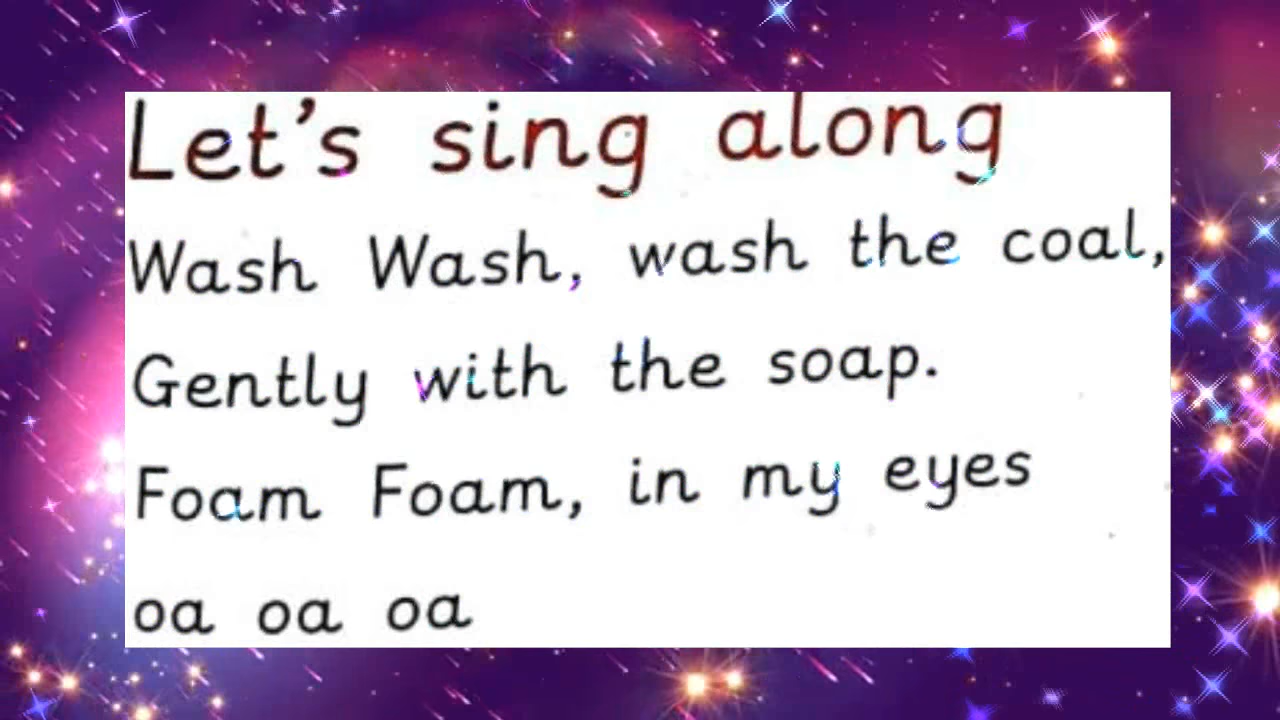 Let's sing along
Wash Wash, wash the coal,
Gently with the soap.
Foam Foam, in my eyes
oa oa oa